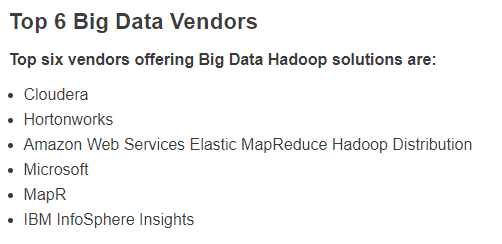 Top 6 Big Data Vendors
Top six vendors offering Big Data Hadoop solutions are:
• Cloudera
• Hortonworks
• Amazon Web Services Elastic MapReduce Hadoop Distribution
• Microsoft
• MapR
• IBM InfoSphere Insights